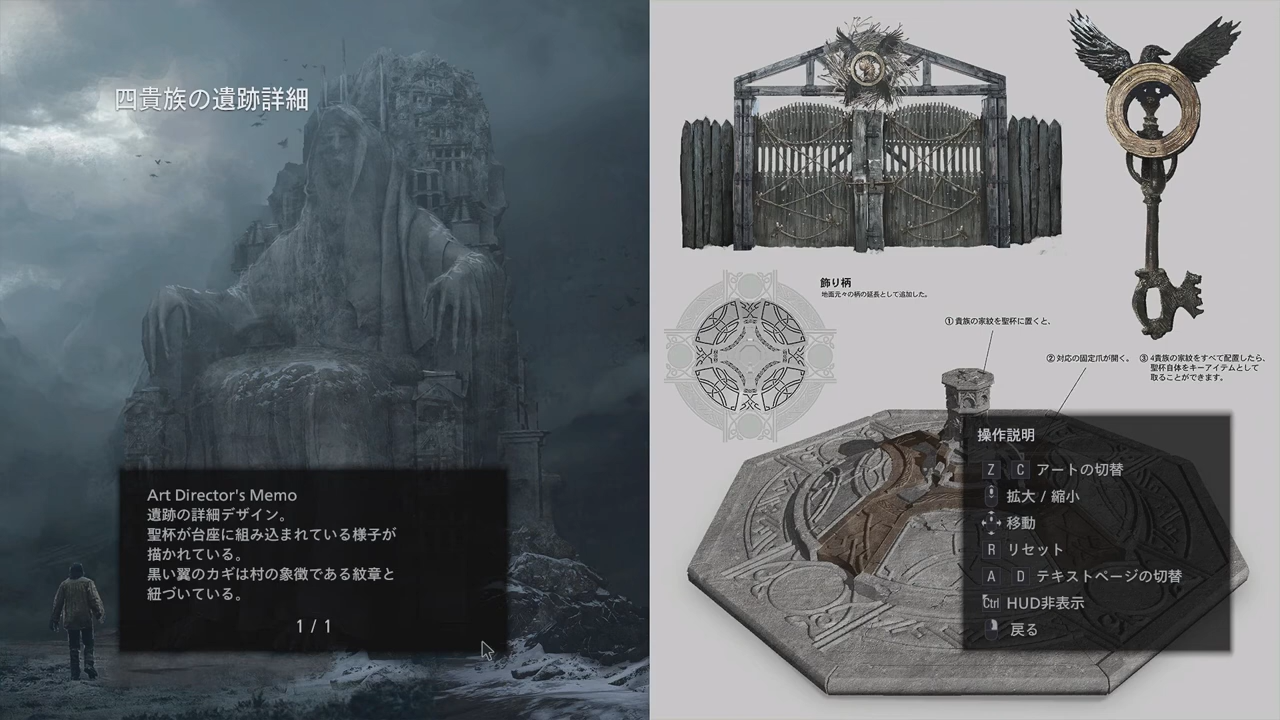 四貴族の遺跡詳細
Art Director's Memo
遺跡の詳細デザイン。
聖杯が台座に組み込まれている様子が
描かれている。
黒い翼のカギは村の象徴である紋章と
紐づいている。
1 / 1
飾り柄
地面元々の柄の延長として追加した。
①貴族の家紋を聖杯に置くと、
②対応の固定爪が開く。
③4貴族の家紋をすべて配置したら、
聖杯自体をキーアイテムとして
取ることができます。
操作説明
Z C アートの切替
拡大 / 縮小
移動
R リセット
A D テキストページの切替
Ctrl HUD非表示
戻る